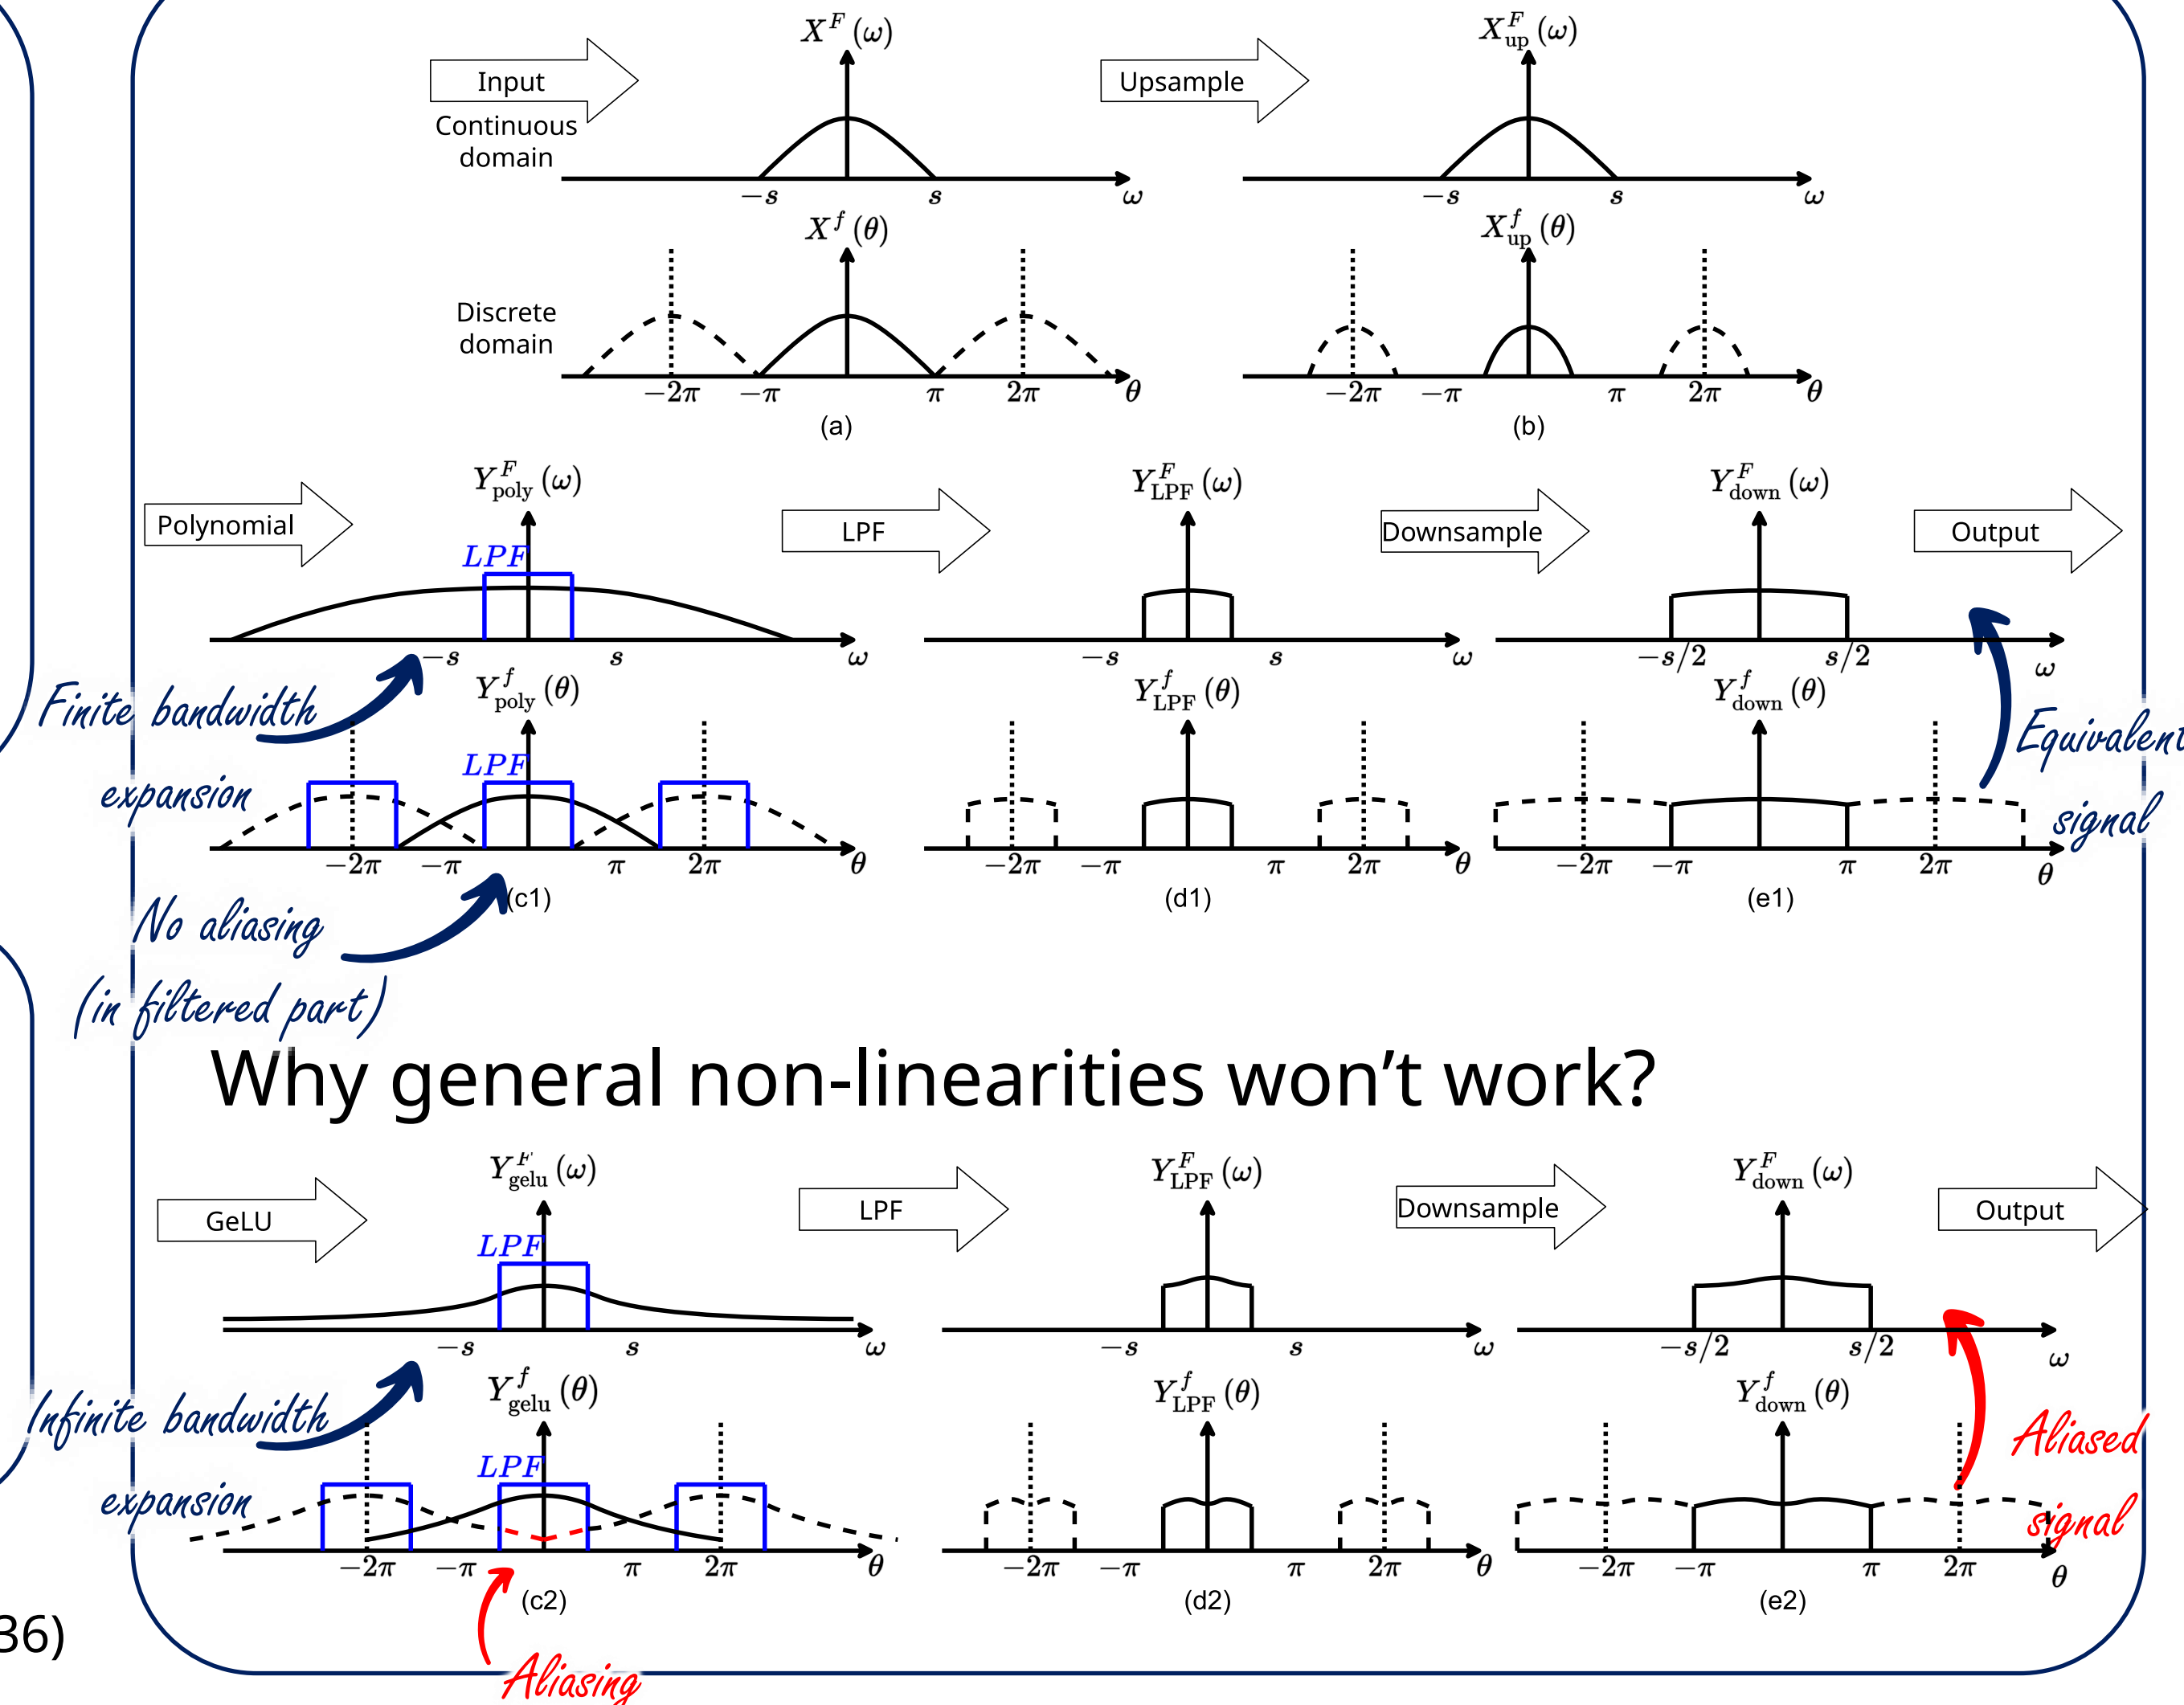 Input
Continuous
domain
X^F (ω)
−s s ω
Upsample
X^F_up (ω)
−s s ω
Discrete
domain
X^f (θ)
−2π −π π 2π θ
(a)
X^f_up (θ)
−2π −π π 2π θ
(b)
Polynomial
Y^F_poly (ω)
LPF
−s s ω
LPF
Y^F_LPF (ω)
−s s ω
Downsample
Y^F_down (ω)
−s/2 s/2 ω
Output
Finite bandwidth
expansion
Y^f_poly (θ)
LPF
−2π −π π 2π θ
(c1)
Y^f_LPF (θ)
−2π −π π 2π θ
(d1)
Y^f_down (θ)
−2π −π π 2π θ
(e1)
Equivalent
signal
No aliasing
(in filtered part)
Why general non-linearities won’t work?
GeLU
Y^F_gelu (ω)
LPF
−s s ω
LPF
Y^F_LPF (ω)
−s s ω
Downsample
Y^F_down (ω)
−s/2 s/2 ω
Output
Infinite bandwidth
expansion
Y^f_gelu (θ)
LPF
−2π −π π 2π θ
(c2)
Y^f_LPF (θ)
−2π −π π 2π θ
(d2)
Y^f_down (θ)
−2π −π π 2π θ
(e2)
Aliased
signal
Aliasing
36)